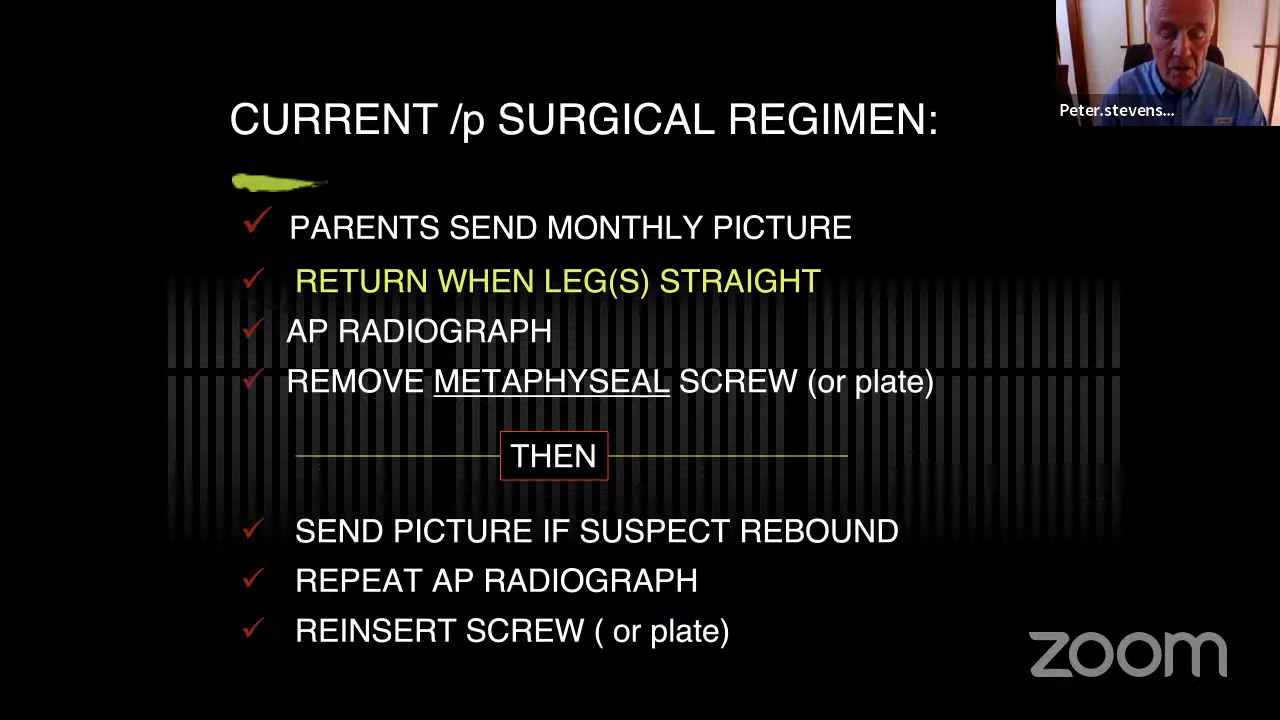 Peter.stevens...
CURRENT /p SURGICAL REGIMEN:
PARENTS SEND MONTHLY PICTURE
RETURN WHEN LEG(S) STRAIGHT
AP RADIOGRAPH
REMOVE METAPHYSEAL SCREW (or plate)
THEN
SEND PICTURE IF SUSPECT REBOUND
REPEAT AP RADIOGRAPH
REINSERT SCREW ( or plate)
zoom